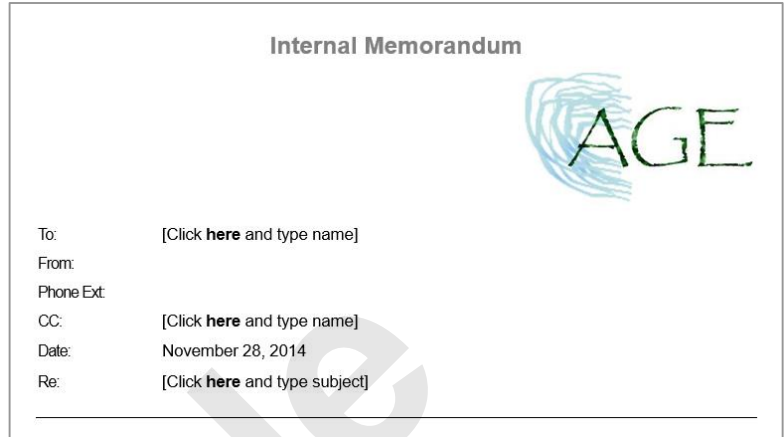 Internal Memorandum
AGE
To: [Click here and type name]
From:
Phone Ext:
CC: [Click here and type name]
Date: November 28, 2014
Re: [Click here and type subject]
le